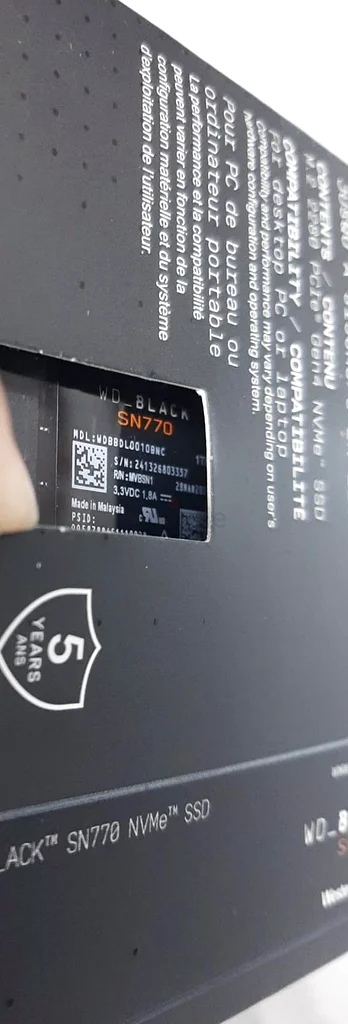 CONTENTS / CONTENU
M.2 2280 PCIe® Gen4 NVMe™ SSD
COMPATIBILITY / COMPATIBILITÉ
For desktop PC or laptop
Compatibility and performance may vary depending on user's
hardware configuration and operating system.
Pour PC de bureau ou
ordinateur portable
La performance et la compatibilité
peuvent varier en fonction de la
configuration matérielle et du système
d'exploitation de l'utilisateur.
WD_BLACK
SN770
MDL:WDBBDL0010BNC
S/N:241326803337
R/N:MVBSN1
3.3VDC 1.8A
Made in Malaysia
PSID:
5
YEARS
ANS
LACK™ SN770 NVMe™ SSD
WD_B